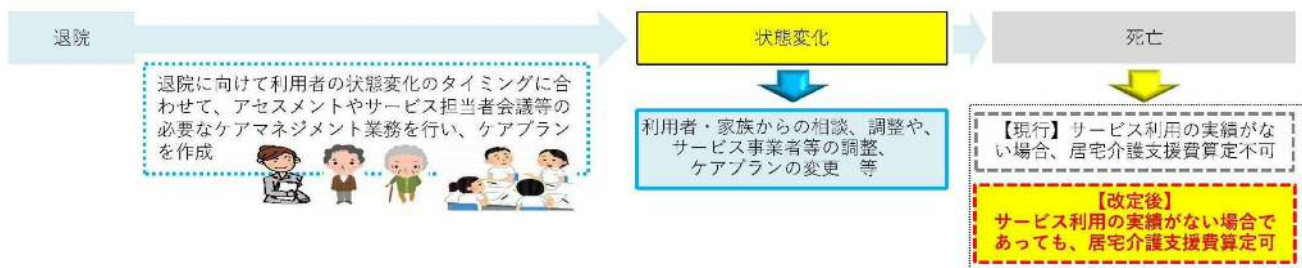 退院
状態変化
死亡
退院に向けて利用者の状態変化のタイミングに合
わせて、アセスメントやサービス担当者会議等の
必要なケアマネジメント業務を行い、ケアプラン
を作成
利用者・家族からの相談、調整や、
サービス事業者等の調整、
ケアプランの変更　等
【現行】サービス利用の実績がな
い場合、居宅介護支援費算定不可
【改定後】
サービス利用の実績がない場合で
あっても、居宅介護支援費算定可